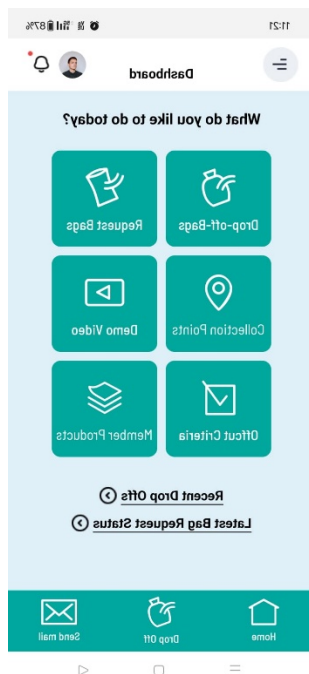 11:21
87%
Dashboard
What do you like to do today?
Drop-off-Bags
Request Bags
Collection Points
Demo Video
Offcut Criteria
Member Products
Recent Drop Offs
Latest Bag Request Status
Home
Drop Off
Send mail